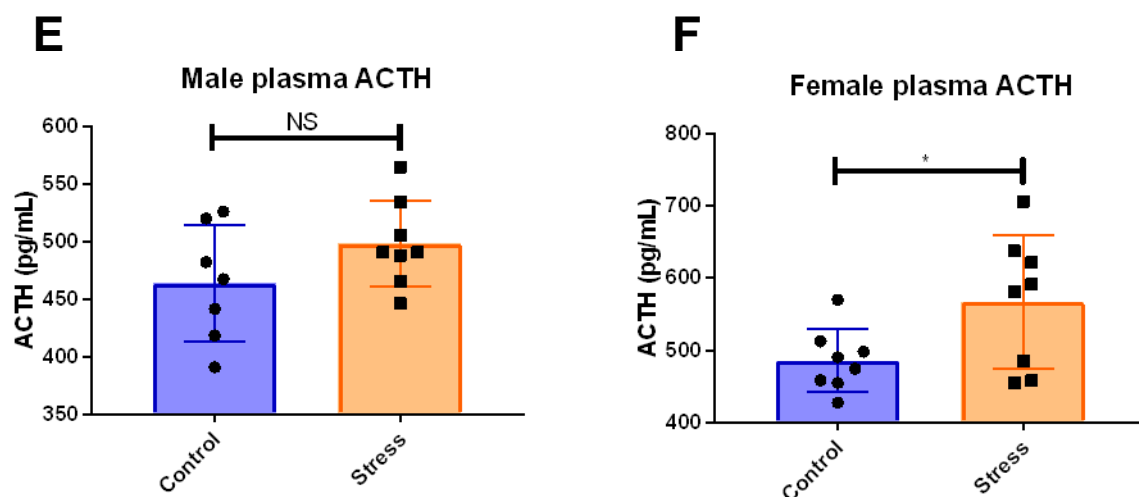 E
Male plasma ACTH
NS
ACTH (pg/mL)
600
550
500
450
400
350
Control
Stress
F
Female plasma ACTH
*
ACTH (pg/mL)
800
700
600
500
400
Control
Stress